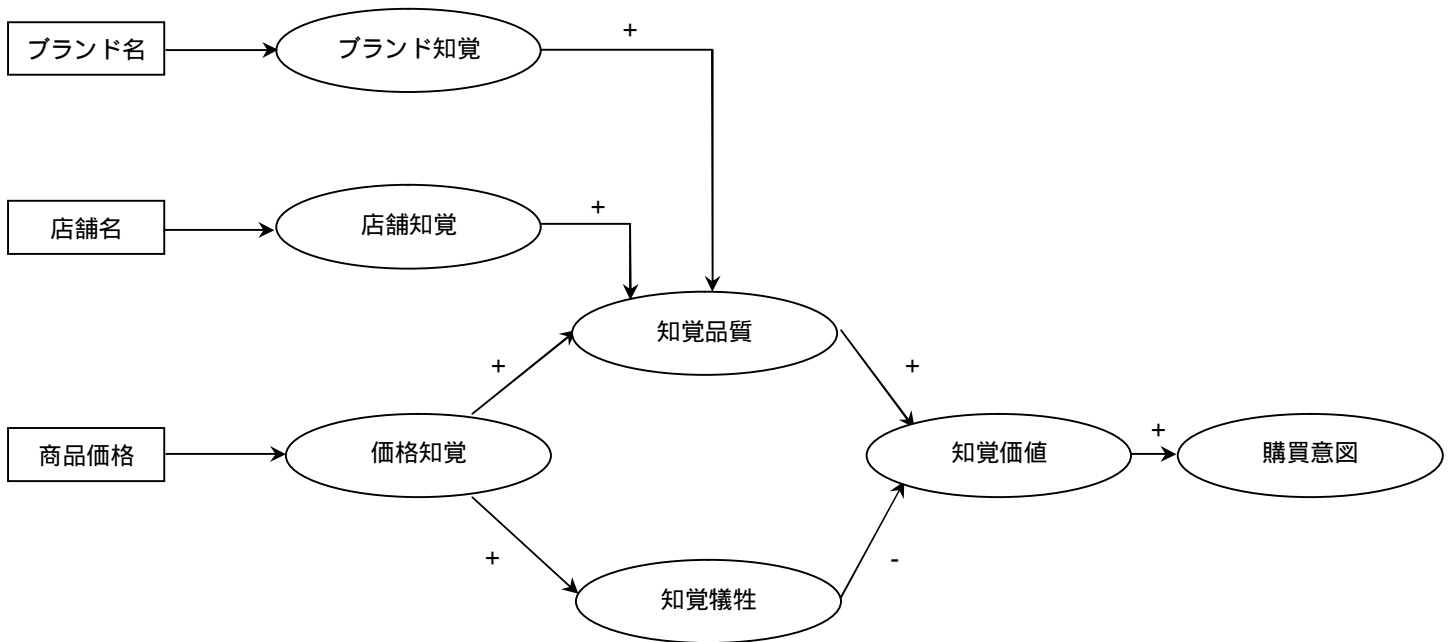 ブランド名
ブランド知覚
+
店舗名
店舗知覚
+
知覚品質
+
+
商品価格
価格知覚
知覚価値
+
購買意図
+
-
知覚犠牲